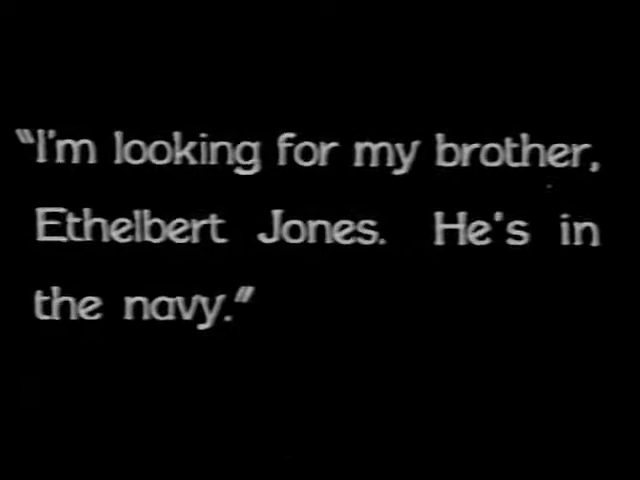 "I'm looking for my brother,
Ethelbert Jones. He's in
the navy."